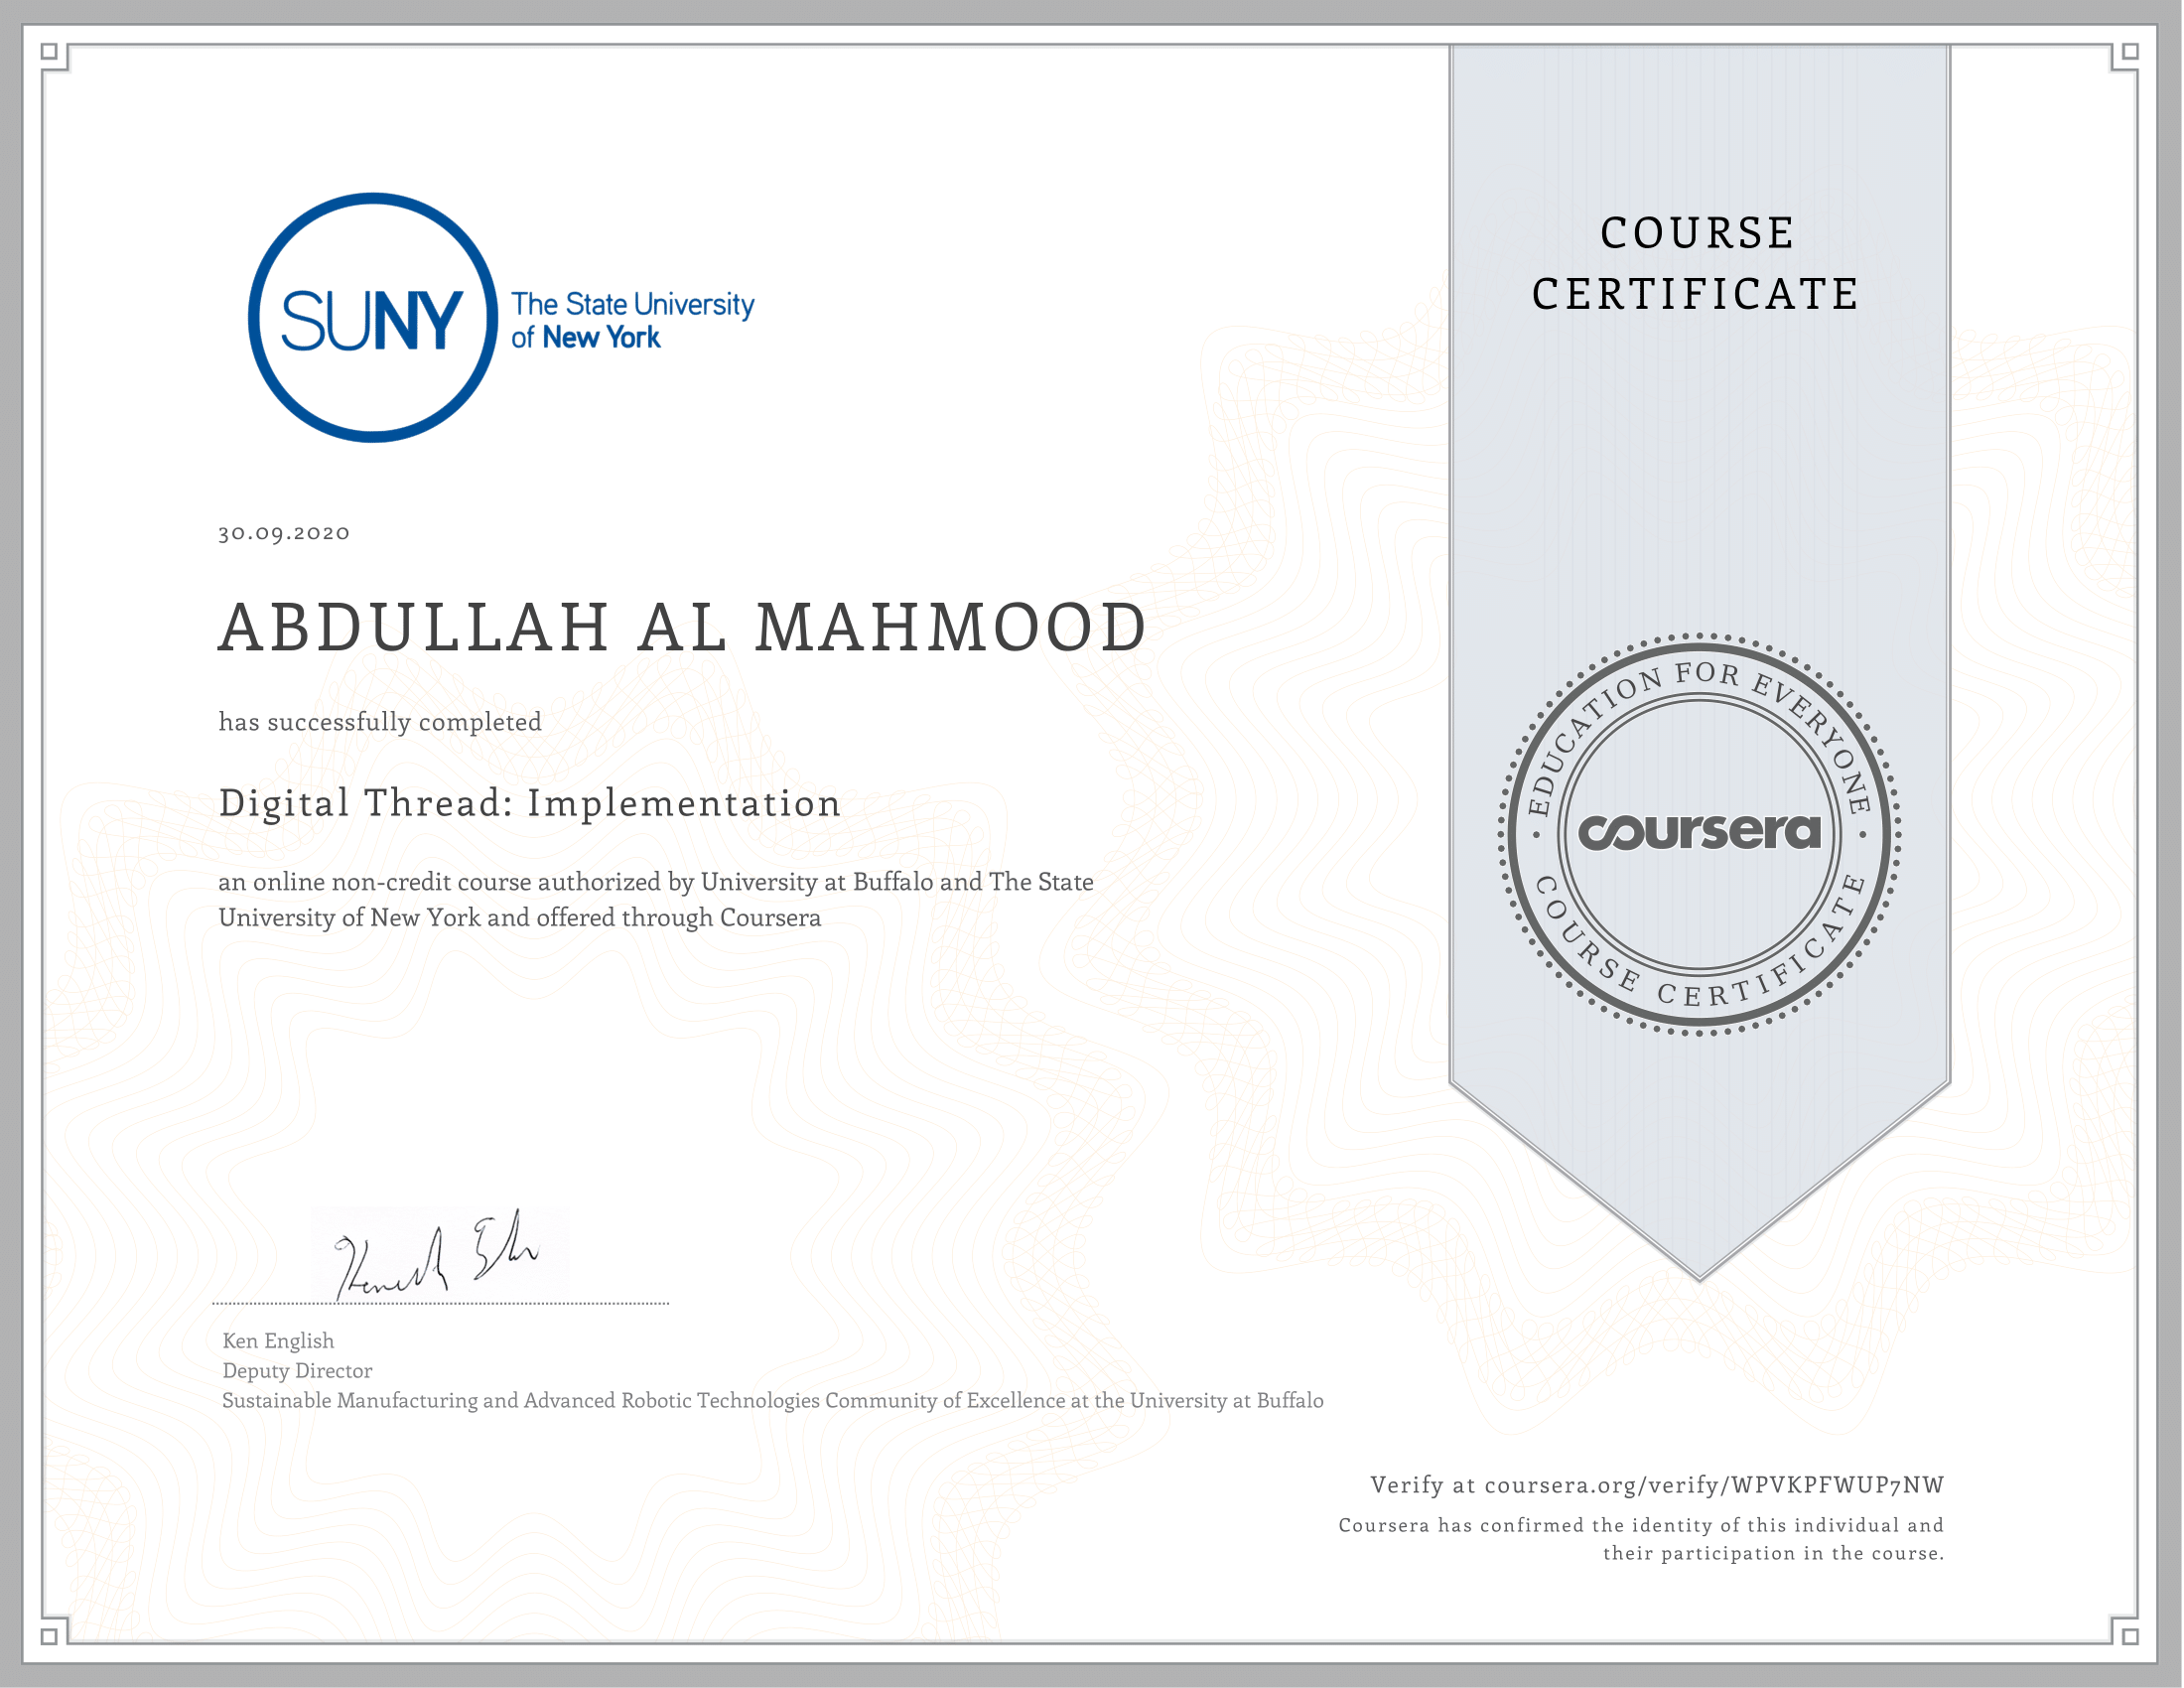 SUNY
The State University
of New York
30.09.2020
ABDULLAH AL MAHMOOD
has successfully completed
Digital Thread: Implementation
an online non-credit course authorized by University at Buffalo and The State
University of New York and offered through Coursera
Ken English
Deputy Director
Sustainable Manufacturing and Advanced Robotic Technologies Community of Excellence at the University at Buffalo
COURSE
CERTIFICATE
EDUCATION FOR EVERYONE
coursera
COURSE CERTIFICATE
Verify at coursera.org/verify/WPVKPFWUP7NW
Coursera has confirmed the identity of this individual and
their participation in the course.